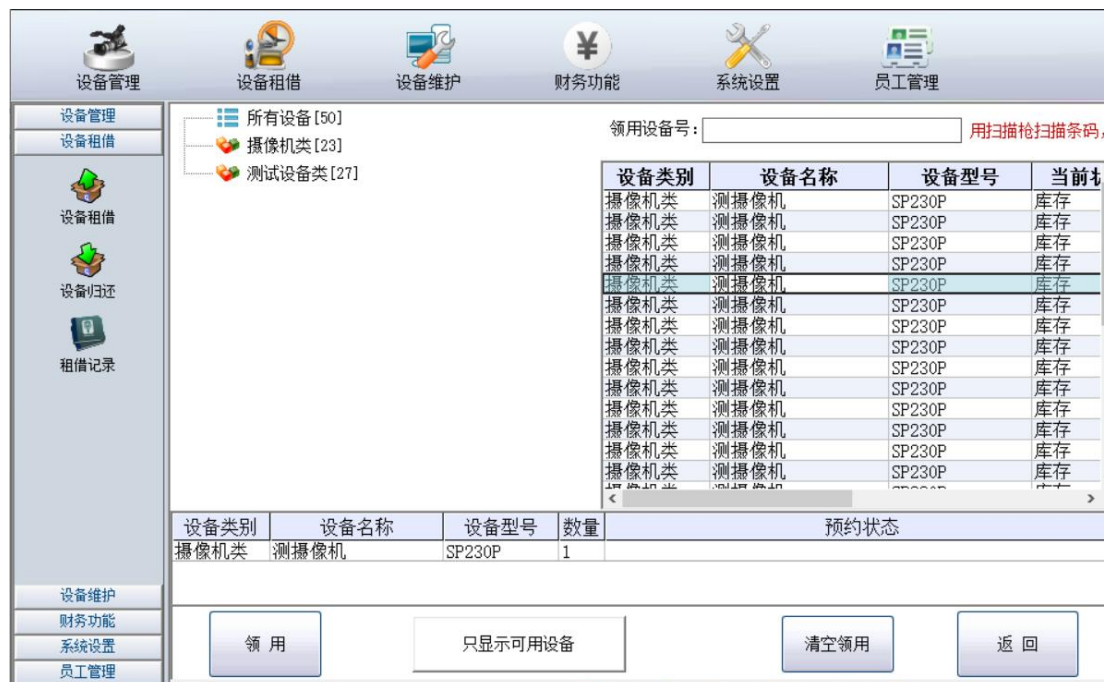 设备管理 设备租借 设备维护 财务功能 系统设置 员工管理
设备管理
设备租借
设备租借
设备归还
租借记录
设备维护
财务功能
系统设置
员工管理
所有设备[50]
摄像机类[23]
测试设备类[27]
领用设备号: 用扫描枪扫描条码,
设备类别 设备名称 设备型号 当前状
摄像机类 测摄像机 SP230P 库存
摄像机类 测摄像机 SP230P 库存
摄像机类 测摄像机 SP230P 库存
摄像机类 测摄像机 SP230P 库存
摄像机类 测摄像机 SP230P 库存
摄像机类 测摄像机 SP230P 库存
摄像机类 测摄像机 SP230P 库存
摄像机类 测摄像机 SP230P 库存
摄像机类 测摄像机 SP230P 库存
摄像机类 测摄像机 SP230P 库存
摄像机类 测摄像机 SP230P 库存
摄像机类 测摄像机 SP230P 库存
摄像机类 测摄像机 SP230P 库存
摄像机类 测摄像机 SP230P 库存
设备类别 设备名称 设备型号 数量 预约状态
摄像机类 测摄像机 SP230P 1
领 用 只显示可用设备 清空领用 返 回